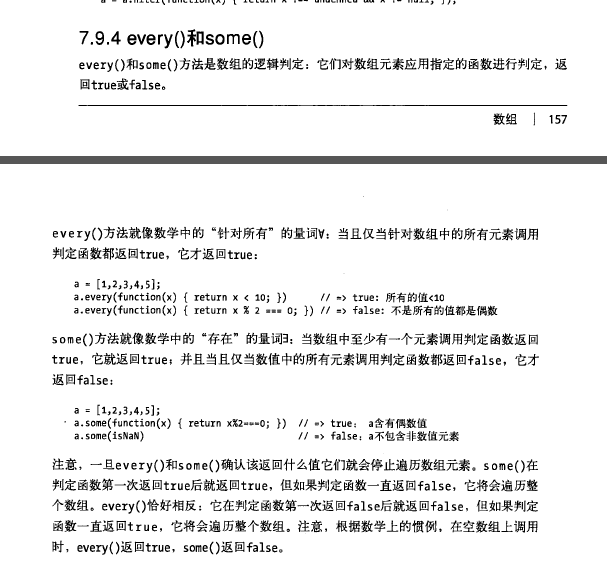 a = a.filter(function(x) { return x !== undefined && x != null; });
7.9.4 every()和some()
every()和some()方法是数组的逻辑判定：它们对数组元素应用指定的函数进行判定，返
回true或false。
数组 | 157
every()方法就像数学中的“针对所有”的量词∀：当且仅当针对数组中的所有元素调用
判定函数都返回true，它才返回true：
a = [1,2,3,4,5];
a.every(function(x) { return x < 10; }) // => true: 所有的值<10
a.every(function(x) { return x % 2 === 0; }) // => false: 不是所有的值都是偶数
some()方法就像数学中的“存在”的量词∃：当数组中至少有一个元素调用判定函数返回
true，它就返回true；并且当且仅当数值中的所有元素调用判定函数都返回false，它才
返回false：
a = [1,2,3,4,5];
a.some(function(x) { return x%2===0; }) // => true: a含有偶数值
a.some(isNaN) // => false: a不包含非数值元素
注意，一旦every()和some()确认该返回什么值它们就会停止遍历数组元素。some()在
判定函数第一次返回true后就返回true，但如果判定函数一直返回false，它将会遍历整
个数组。every()恰好相反：它在判定函数第一次返回false后就返回false，但如果判定
函数一直返回true，它将会遍历整个数组。注意，根据数学上的惯例，在空数组上调用
时，every()返回true，some()返回false。